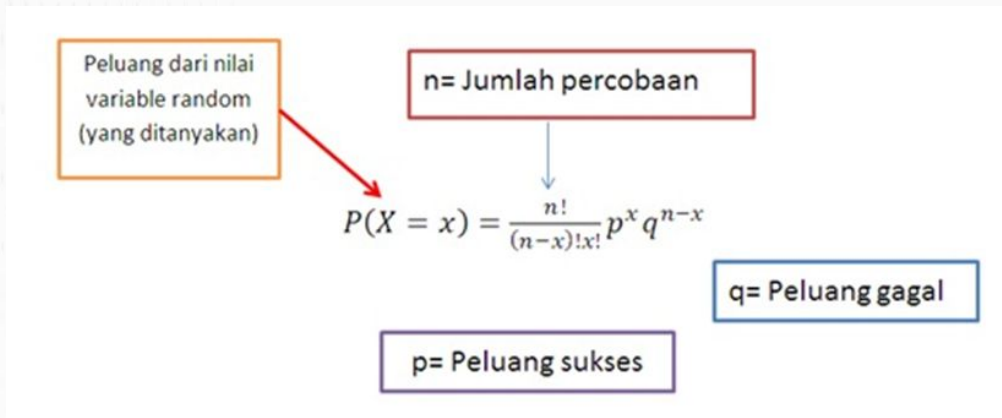 Peluang dari nilai
variable random
(yang ditanyakan)
n= Jumlah percobaan
P(X = x) = n!/(n−x)!x! p^x q^n−x
q= Peluang gagal
p= Peluang sukses